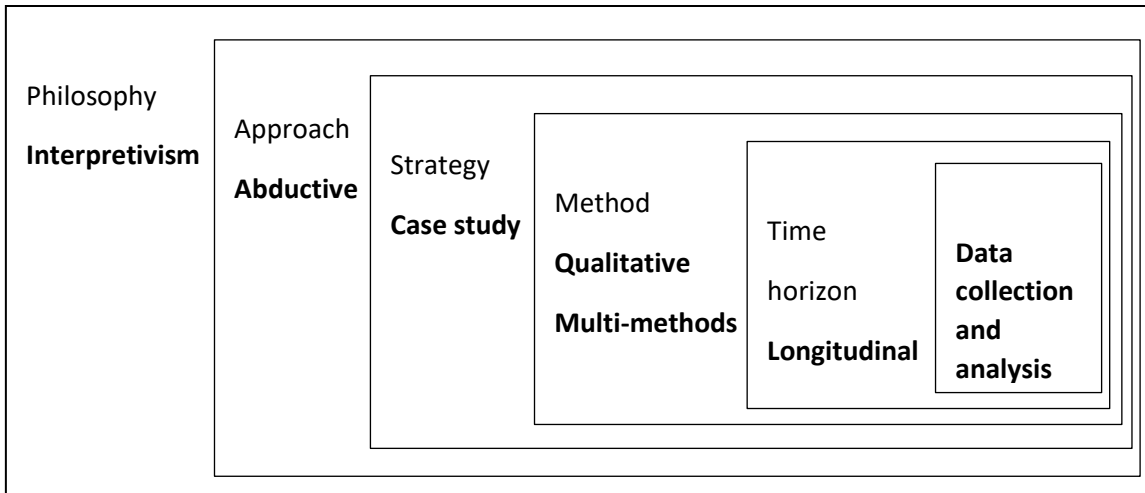 Philosophy
Interpretivism
Approach
Abductive
Strategy
Case study
Method
Qualitative
Multi-methods
Time
horizon
Longitudinal
Data
collection
and
analysis